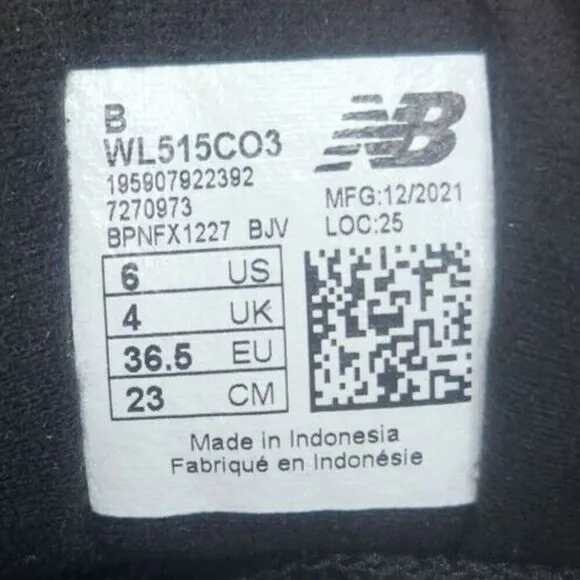 B
WL515CO3
195907922392
7270973
BPNFX1227 BJV
NB
MFG:12/2021
LOC:25
6 US
4 UK
36.5 EU
23 CM
Made in Indonesia
Fabriqué en Indonésie